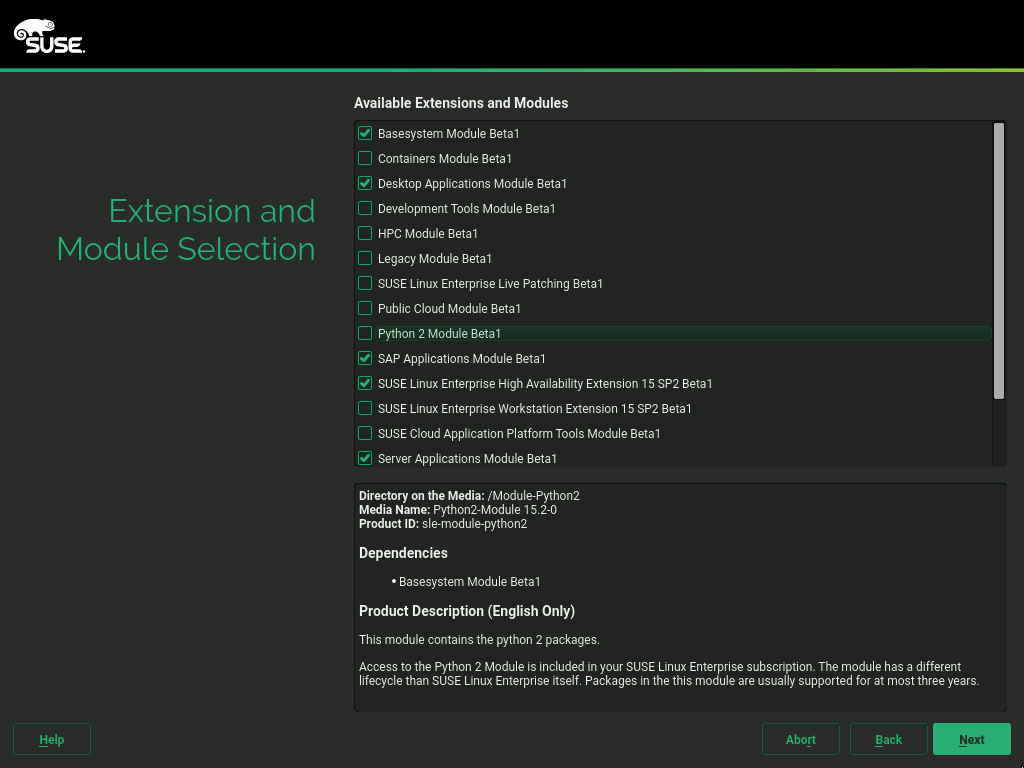 SUSE.
Available Extensions and Modules
Extension and
Module Selection
Basesystem Module Beta1
Containers Module Beta1
Desktop Applications Module Beta1
Development Tools Module Beta1
HPC Module Beta1
Legacy Module Beta1
SUSE Linux Enterprise Live Patching Beta1
Public Cloud Module Beta1
Python 2 Module Beta1
SAP Applications Module Beta1
SUSE Linux Enterprise High Availability Extension 15 SP2 Beta1
SUSE Linux Enterprise Workstation Extension 15 SP2 Beta1
SUSE Cloud Application Platform Tools Module Beta1
Server Applications Module Beta1
Directory on the Media: /Module-Python2
Media Name: Python2-Module 15.2-0
Product ID: sle-module-python2
Dependencies
• Basesystem Module Beta1
Product Description (English Only)
This module contains the python 2 packages.
Access to the Python 2 Module is included in your SUSE Linux Enterprise subscription. The module has a different
lifecycle than SUSE Linux Enterprise itself. Packages in the this module are usually supported for at most three years.
Help
Abort
Back
Next